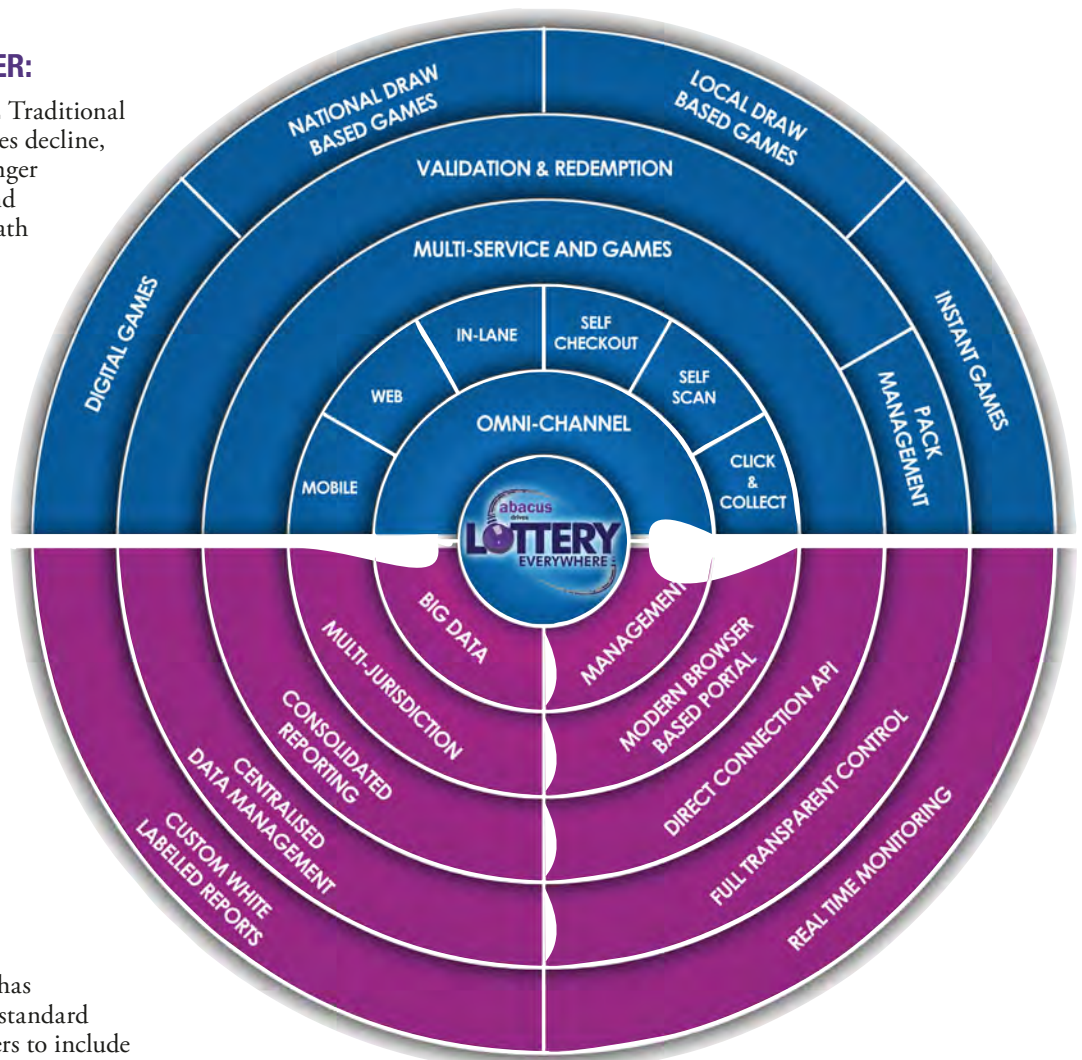 ER:
Traditional
es decline,
nger
nd
ath
NATIONAL DRAW
BASED GAMES
LOCAL DRAW
BASED GAMES
DIGITAL GAMES
INSTANT GAMES
VALIDATION & REDEMPTION
PACK
MANAGEMENT
MULTI-SERVICE AND GAMES
MOBILE
WEB
IN-LANE
SELF
CHECKOUT
SELF
SCAN
CLICK
&
COLLECT
OMNI-CHANNEL
abacus
drives
LOTTERY
EVERYWHERE
BIG DATA
MANAGEMENT
MULTI-JURISDICTION
MODERN BROWSER
BASED PORTAL
CONSOLIDATED
REPORTING
DIRECT CONNECTION API
CENTRALISED
DATA MANAGEMENT
FULL TRANSPARENT CONTROL
CUSTOM WHITE
LABELLED REPORTS
REAL TIME MONITORING
has
standard
ers to include